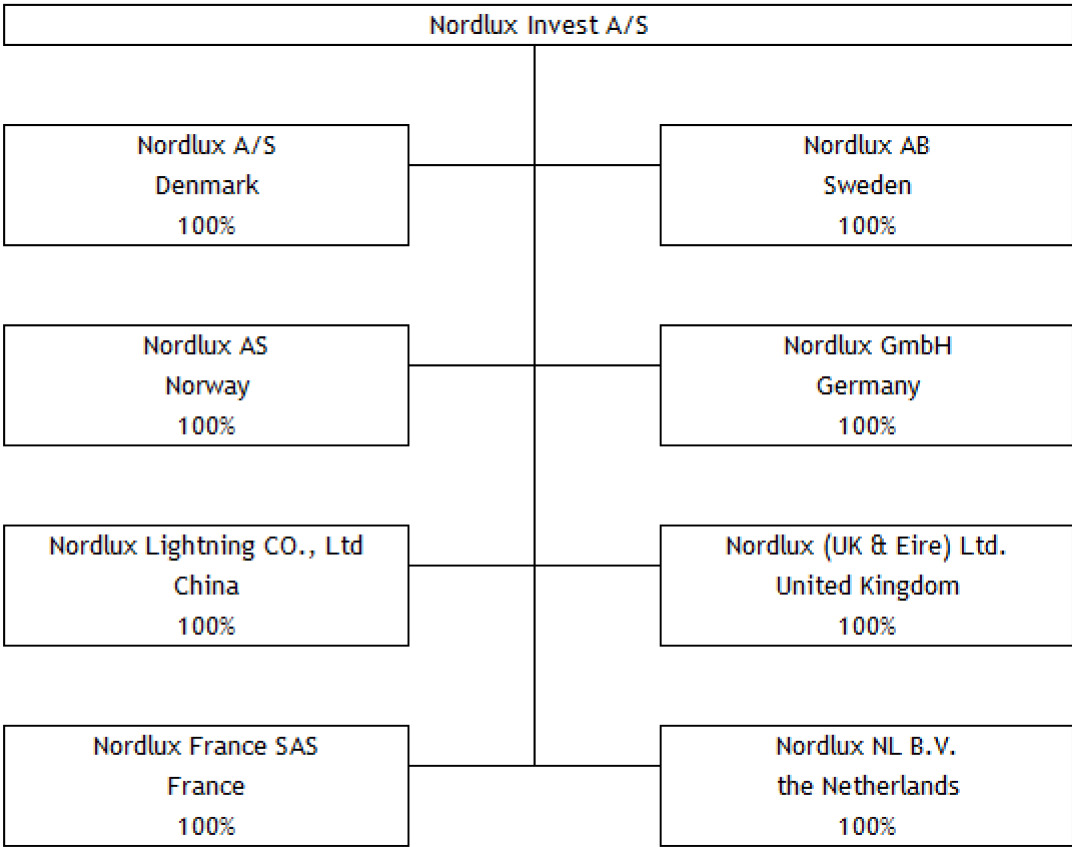 Nordlux Invest A/S
Nordlux A/S
Denmark
100%
Nordlux AB
Sweden
100%
Nordlux AS
Norway
100%
Nordlux GmbH
Germany
100%
Nordlux Lightning CO., Ltd
China
100%
Nordlux (UK & Eire) Ltd.
United Kingdom
100%
Nordlux France SAS
France
100%
Nordlux NL B.V.
the Netherlands
100%